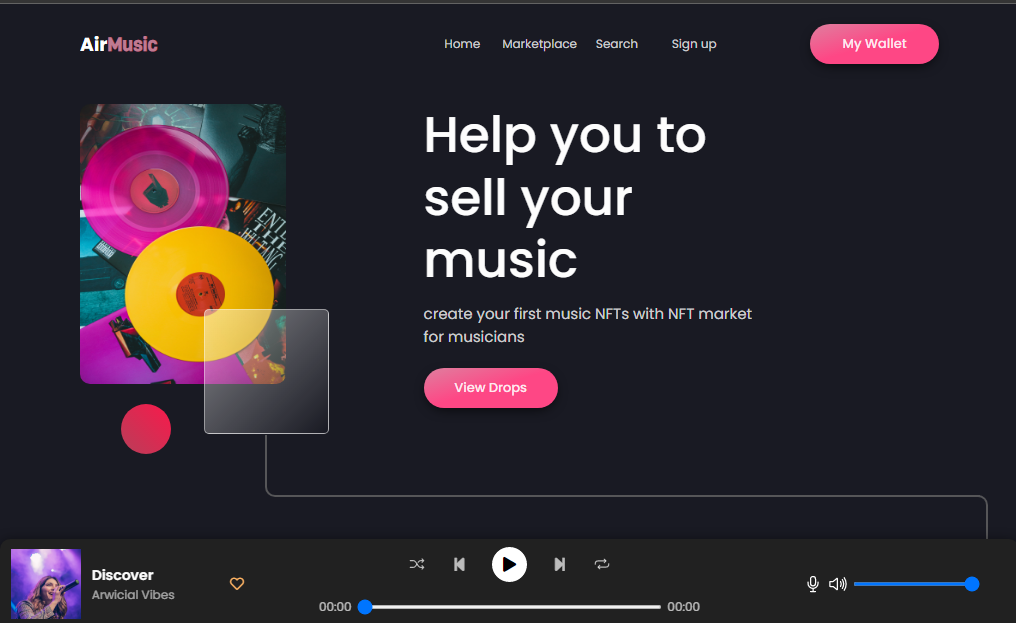 AirMusic
Home Marketplace Search Sign up My Wallet
Help you to
sell your
music
create your first music NFTs with NFT market
for musicians
View Drops
Discover
Arwicial Vibes
00:00 00:00